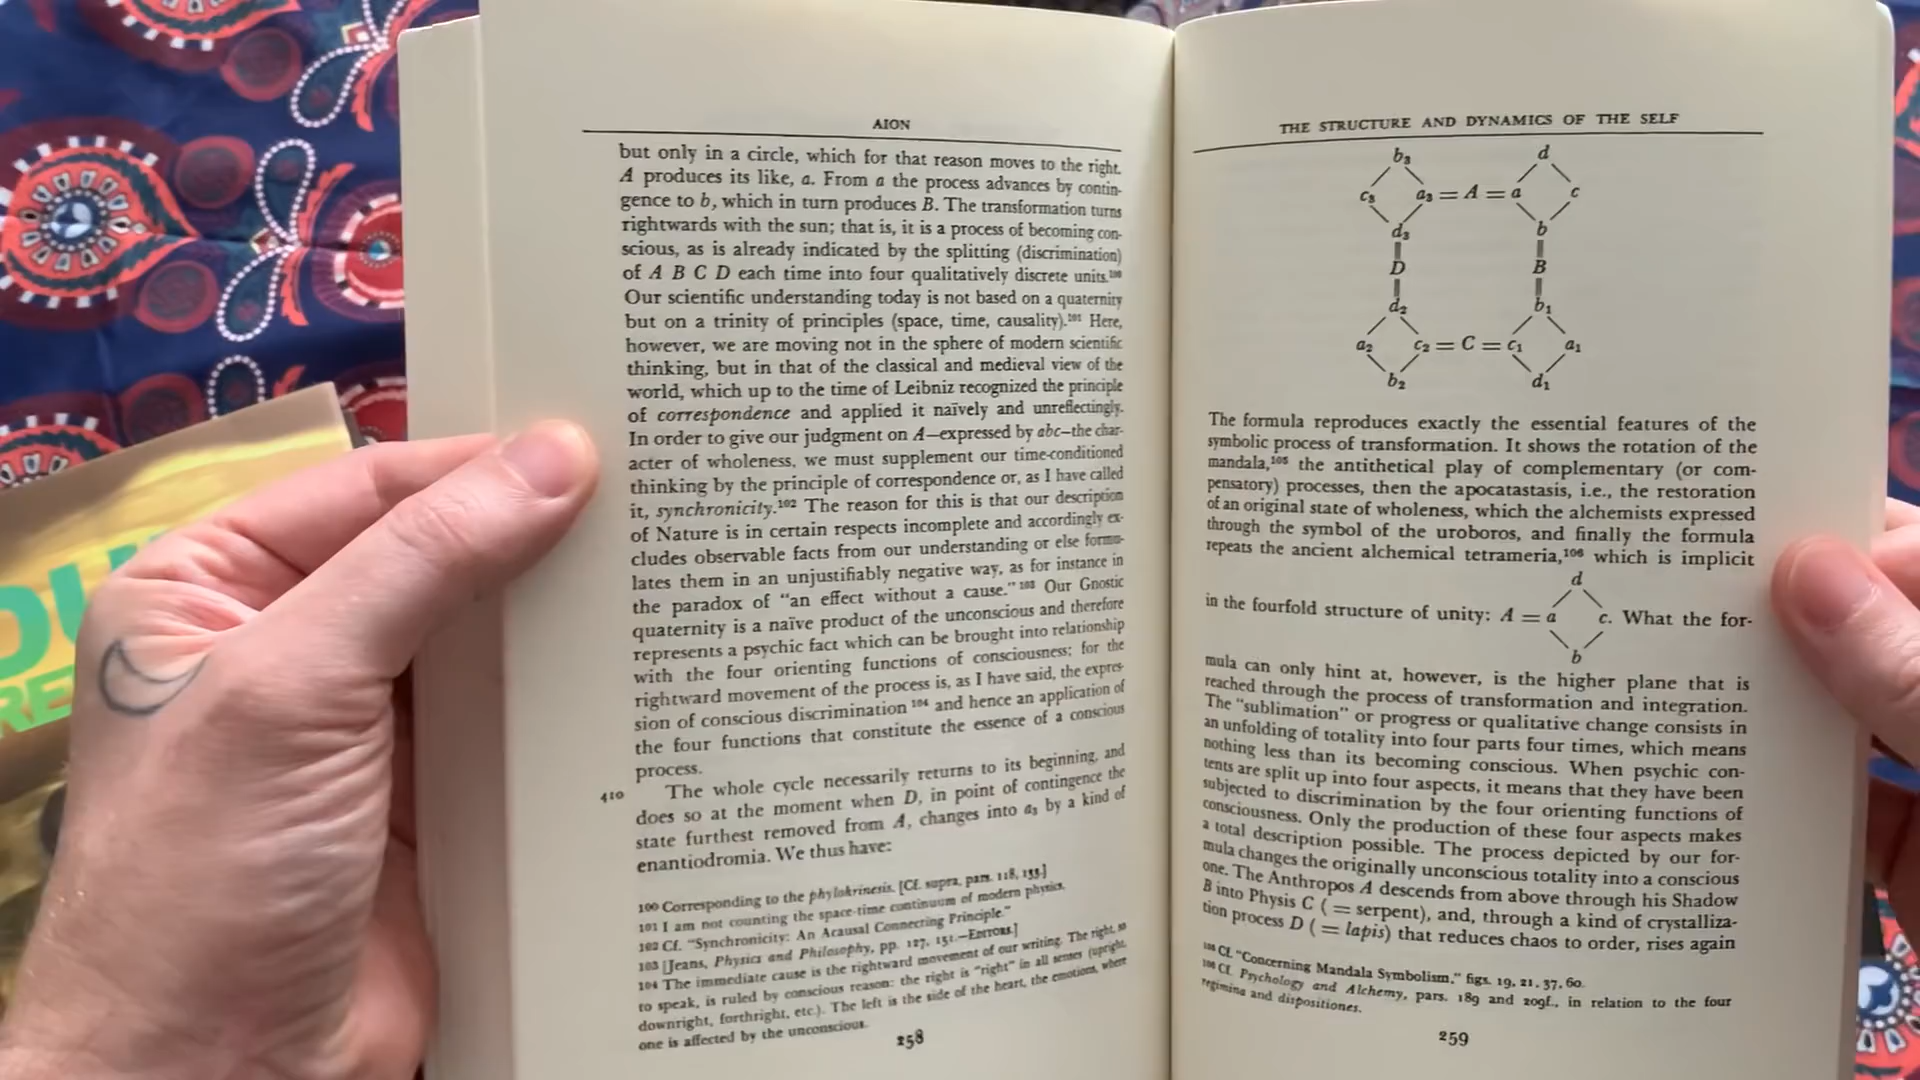 AION
but only in a circle, which for that reason moves to the right.
A produces its like, a. From a the process advances by contin-
gence to b, which in turn produces B. The transformation turns
rightwards with the sun; that is, it is a process of becoming con-
scious, as is already indicated by the splitting (discrimination)
of A B C D each time into four qualitatively discrete units.100
Our scientific understanding today is not based on a quaternity
but on a trinity of principles (space, time, causality).101 Here,
however, we are moving not in the sphere of modern scientific
thinking, but in that of the classical and medieval view of the
world, which up to the time of Leibniz recognized the principle
of correspondence and applied it naïvely and unreflectingly.
In order to give our judgment on A—expressed by abc—the char-
acter of wholeness, we must supplement our time-conditioned
thinking by the principle of correspondence or, as I have called
it, synchronicity.102 The reason for this is that our description
of Nature is in certain respects incomplete and accordingly ex-
cludes observable facts from our understanding or else formu-
lates them in an unjustifiably negative way, as for instance in
the paradox of "an effect without a cause." 103 Our Gnostic
quaternity is a naïve product of the unconscious and therefore
represents a psychic fact which can be brought into relationship
with the four orienting functions of consciousness; for the
rightward movement of the process is, as I have said, the expres-
sion of conscious discrimination 104 and hence an application of
the four functions that constitute the essence of a conscious
process.
410 The whole cycle necessarily returns to its beginning, and
does so at the moment when D, in point of contingence the
state furthest removed from A, changes into a3 by a kind of
enantiodromia. We thus have:
100 Corresponding to the phylokrinesis. [Cf. supra, pars. 118, 133.]
101 I am not counting the space-time continuum of modern physics.
102 Cf. "Synchronicity: An Acausal Connecting Principle."
103 [Jeans, Physics and Philosophy, pp. 127, 151.—EDITORS.]
104 The immediate cause is the rightward movement of our writing. The right, so
to speak, is ruled by conscious reason: the right is "right" in all senses (upright,
downright, forthright, etc.). The left is the side of the heart, the emotions, where
one is affected by the unconscious.
258
THE STRUCTURE AND DYNAMICS OF THE SELF
b3 d
c3 a3 = A = a c
d3 b
D B
d2 b1
a2 c2 = C = c1 a1
b2 d1
The formula reproduces exactly the essential features of the
symbolic process of transformation. It shows the rotation of the
mandala,105 the antithetical play of complementary (or com-
pensatory) processes, then the apocatastasis, i.e., the restoration
of an original state of wholeness, which the alchemists expressed
through the symbol of the uroboros, and finally the formula
repeats the ancient alchemical tetrameria,106 which is implicit
d
in the fourfold structure of unity: A = a c. What the for-
b
mula can only hint at, however, is the higher plane that is
reached through the process of transformation and integration.
The "sublimation" or progress or qualitative change consists in
an unfolding of totality into four parts four times, which means
nothing less than its becoming conscious. When psychic con-
tents are split up into four aspects, it means that they have been
subjected to discrimination by the four orienting functions of
consciousness. Only the production of these four aspects makes
a total description possible. The process depicted by our for-
mula changes the originally unconscious totality into a conscious
one. The Anthropos A descends from above through his Shadow
B into Physis C ( = serpent), and, through a kind of crystalliza-
tion process D ( = lapis) that reduces chaos to order, rises again
105 Cf. "Concerning Mandala Symbolism," figs. 19, 21, 37, 60.
106 Cf. Psychology and Alchemy, pars. 189 and 209f., in relation to the four
regimina and dispositiones.
259